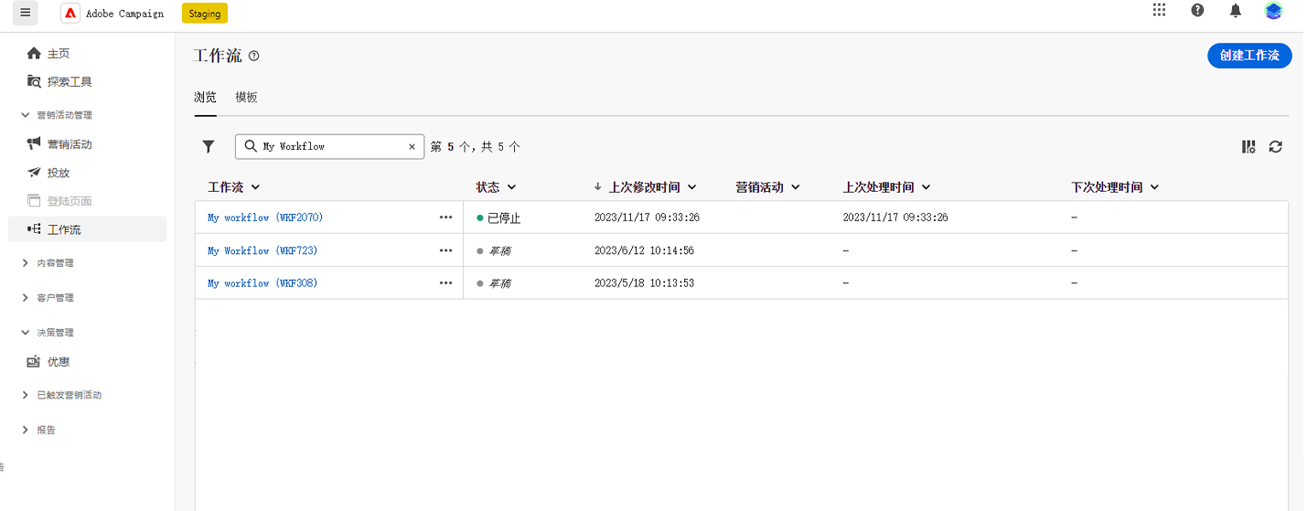 Adobe Campaign
Staging
主页
探索工具
营销活动管理
营销活动
投放
登陆页面
工作流
内容管理
客户管理
决策管理
优惠
已触发营销活动
报告
工作流
创建工作流
浏览 模板
My Workflow × 第 5 个，共 5 个
工作流 状态 上次修改时间 营销活动 上次处理时间 下次处理时间
My workflow (WKF2070) ••• 已停止 2023/11/17 09:33:26 2023/11/17 09:33:26 –
My Workflow (WKF723) ••• 草稿 2023/6/12 10:14:56 – –
My workflow (WKF308) ••• 草稿 2023/5/18 10:13:53 – –